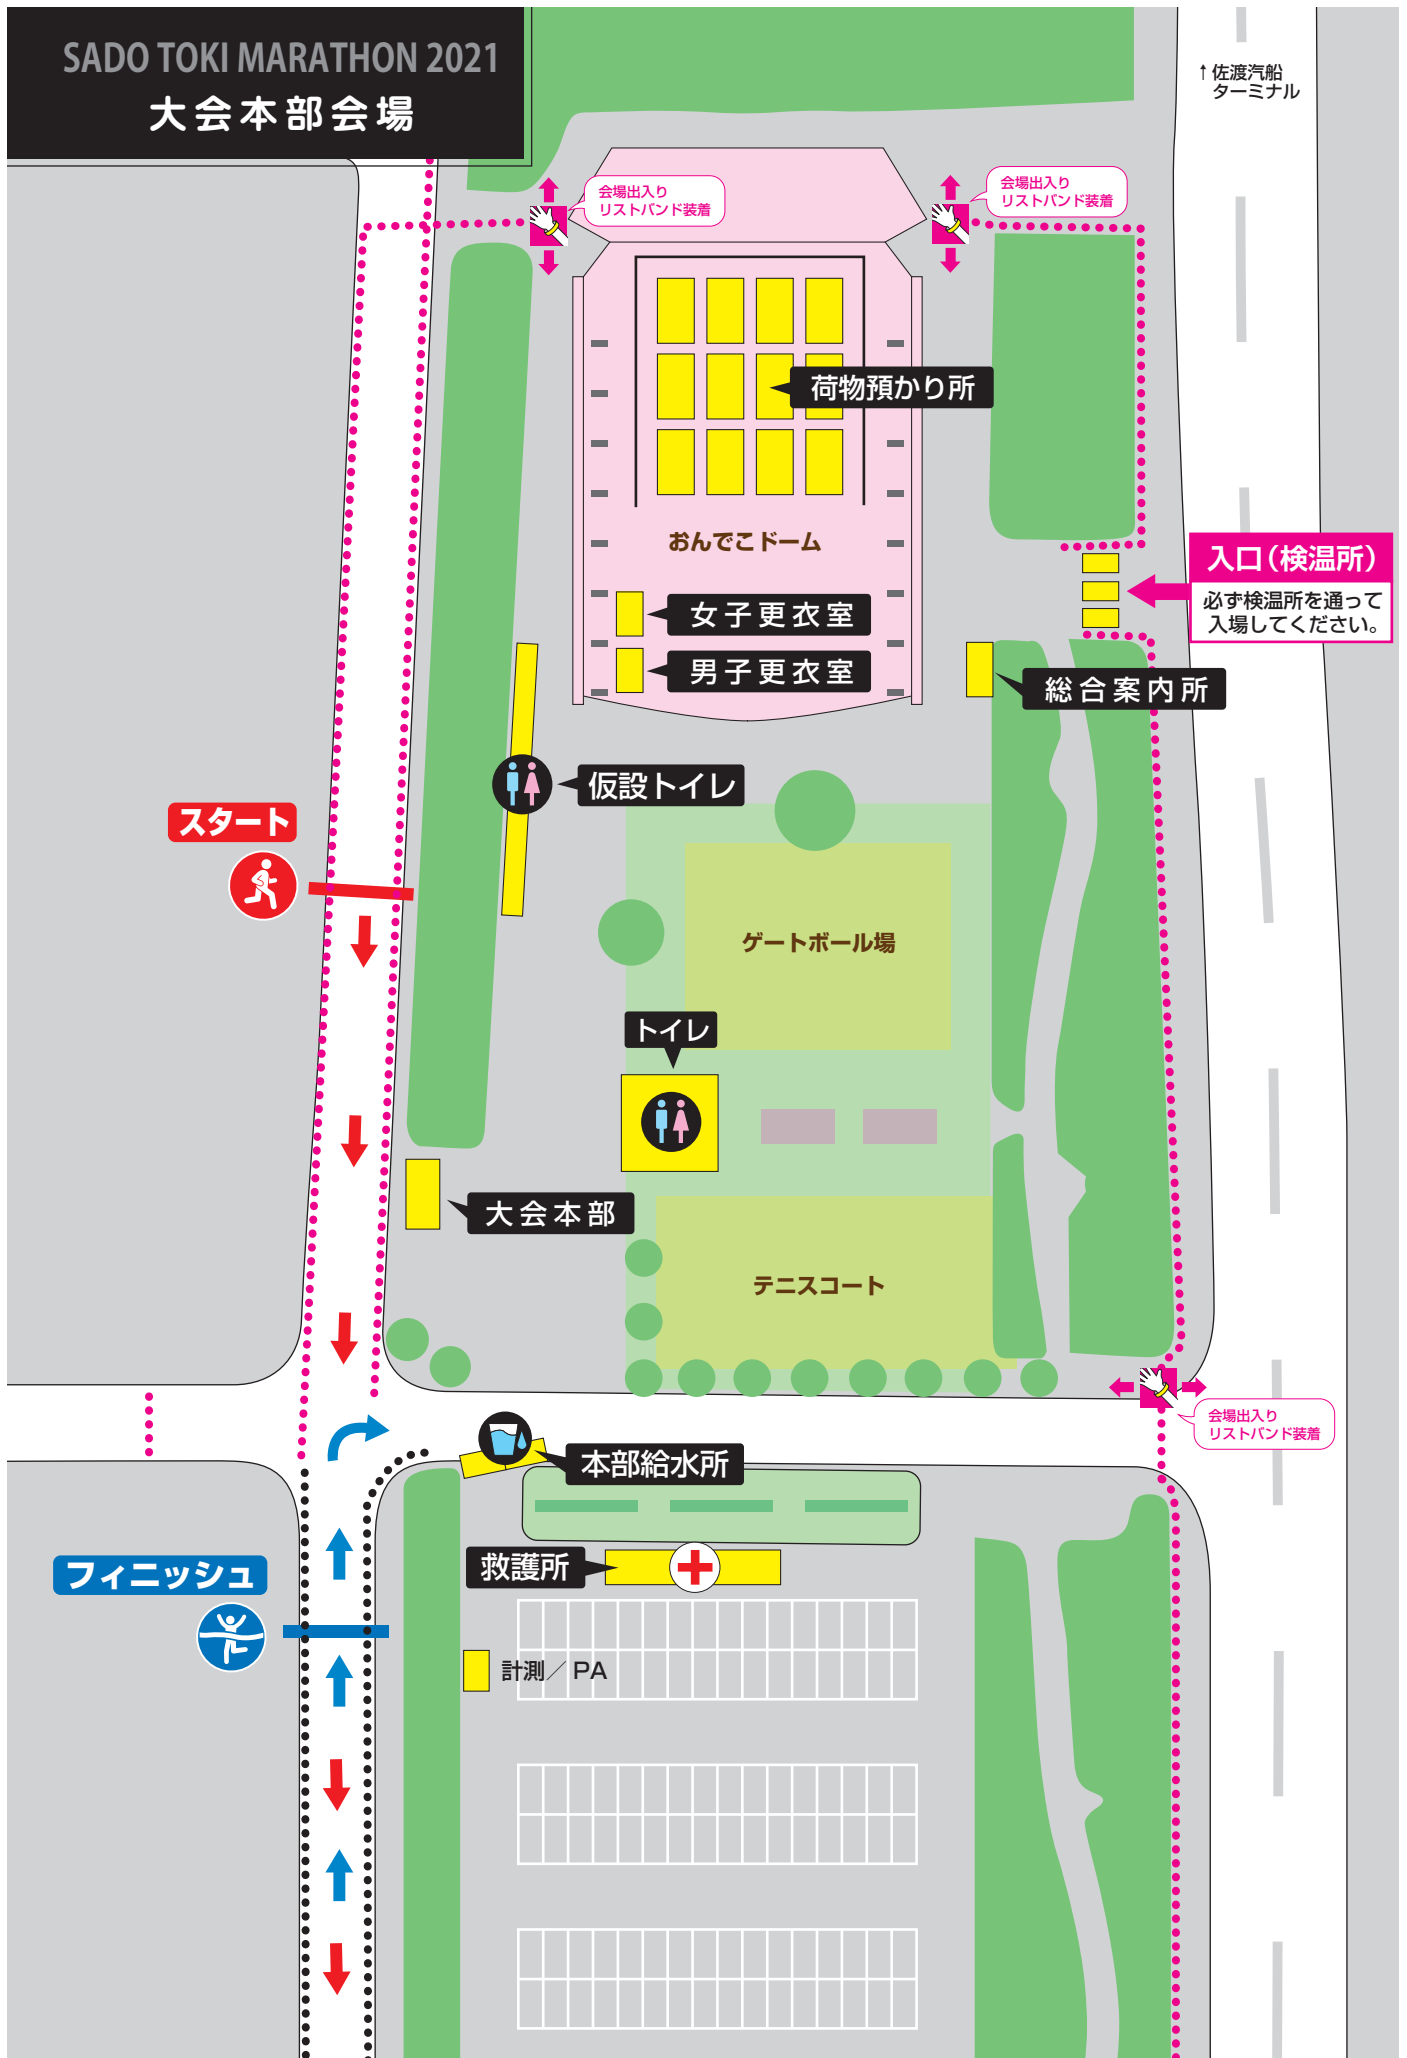 SADO TOKI MARATHON 2021
大会本部会場
↑佐渡汽船
ターミナル
会場出入り
リストバンド装着
会場出入り
リストバンド装着
荷物預かり所
おんでこドーム
入口(検温所)
必ず検温所を通って
入場してください。
女子更衣室
男子更衣室
総合案内所
仮設トイレ
スタート
ゲートボール場
トイレ
大会本部
テニスコート
会場出入り
リストバンド装着
本部給水所
救護所
フィニッシュ
計測／PA